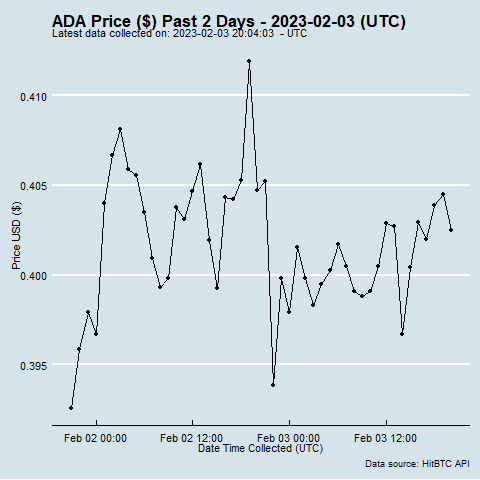 ADA Price ($) Past 2 Days - 2023-02-03 (UTC)
Latest data collected on: 2023-02-03 20:04:03 - UTC
0.410
0.405
0.400
0.395
Price USD ($)
Feb 02 00:00
Feb 02 12:00
Feb 03 00:00
Feb 03 12:00
Date Time Collected (UTC)
Data source: HitBTC API